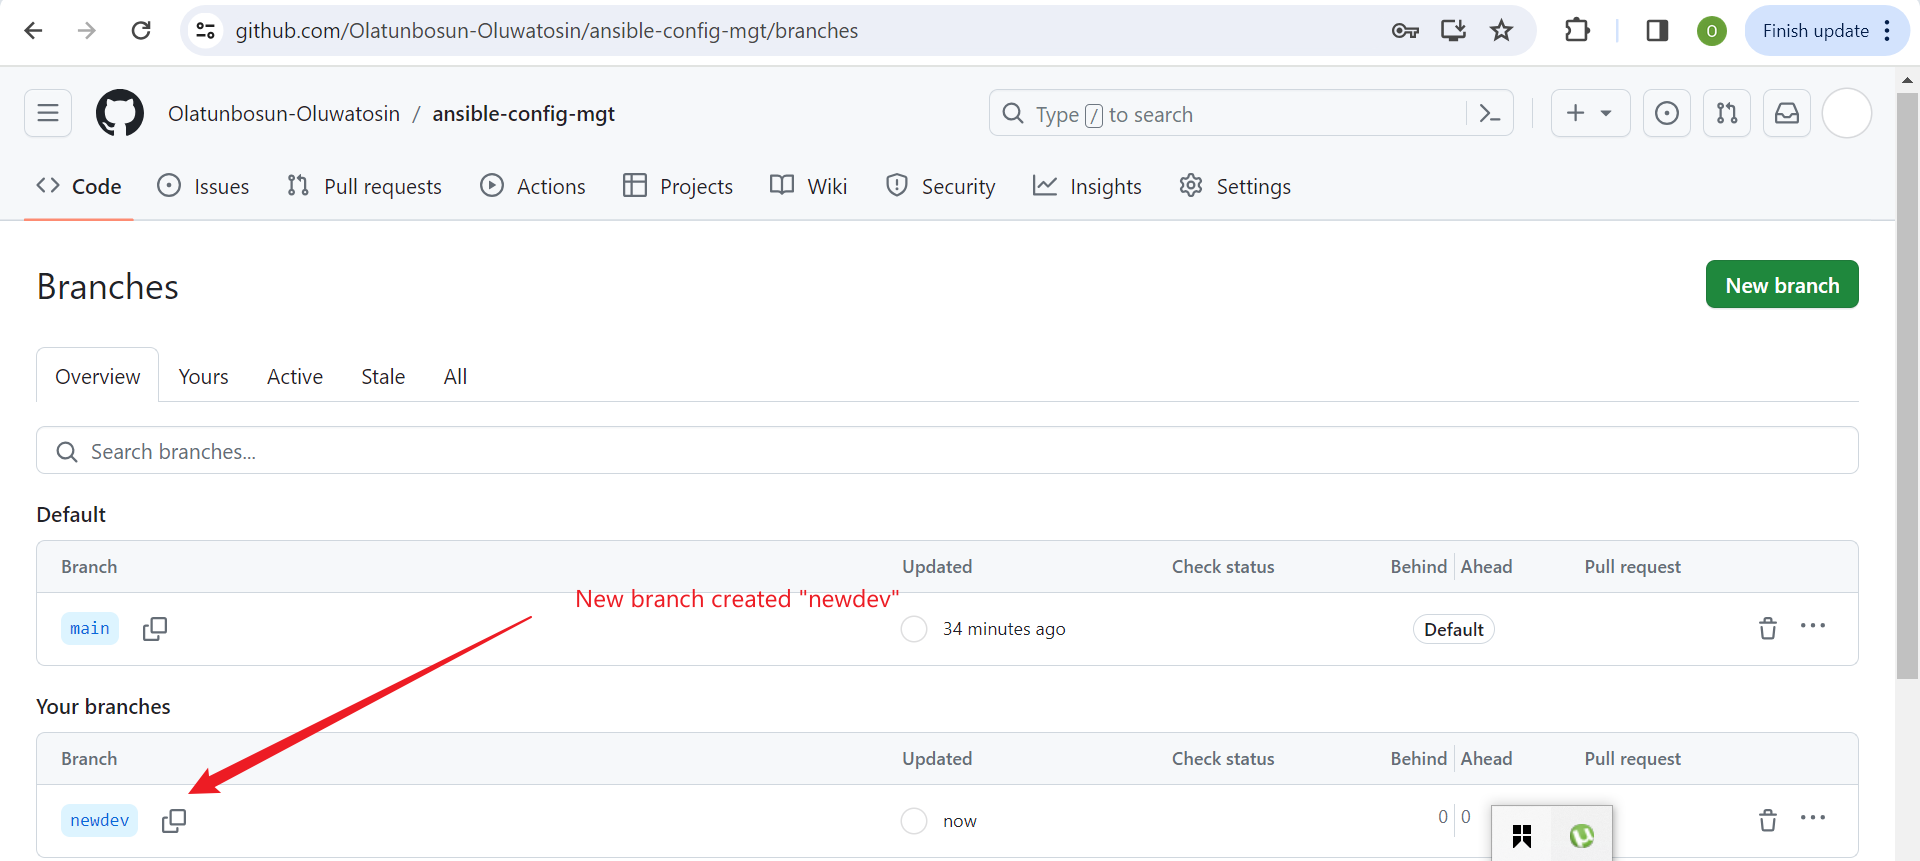 github.com/Olatunbosun-Oluwatosin/ansible-config-mgt/branches
O
Finish update
Olatunbosun-Oluwatosin / ansible-config-mgt
Type / to search
Code
Issues
Pull requests
Actions
Projects
Wiki
Security
Insights
Settings
Branches
New branch
Overview
Yours
Active
Stale
All
Search branches...
Default
Branch
Updated
Check status
Behind
Ahead
Pull request
New branch created "newdev"
main
34 minutes ago
Default
Your branches
Branch
Updated
Check status
Behind
Ahead
Pull request
newdev
now
0
0